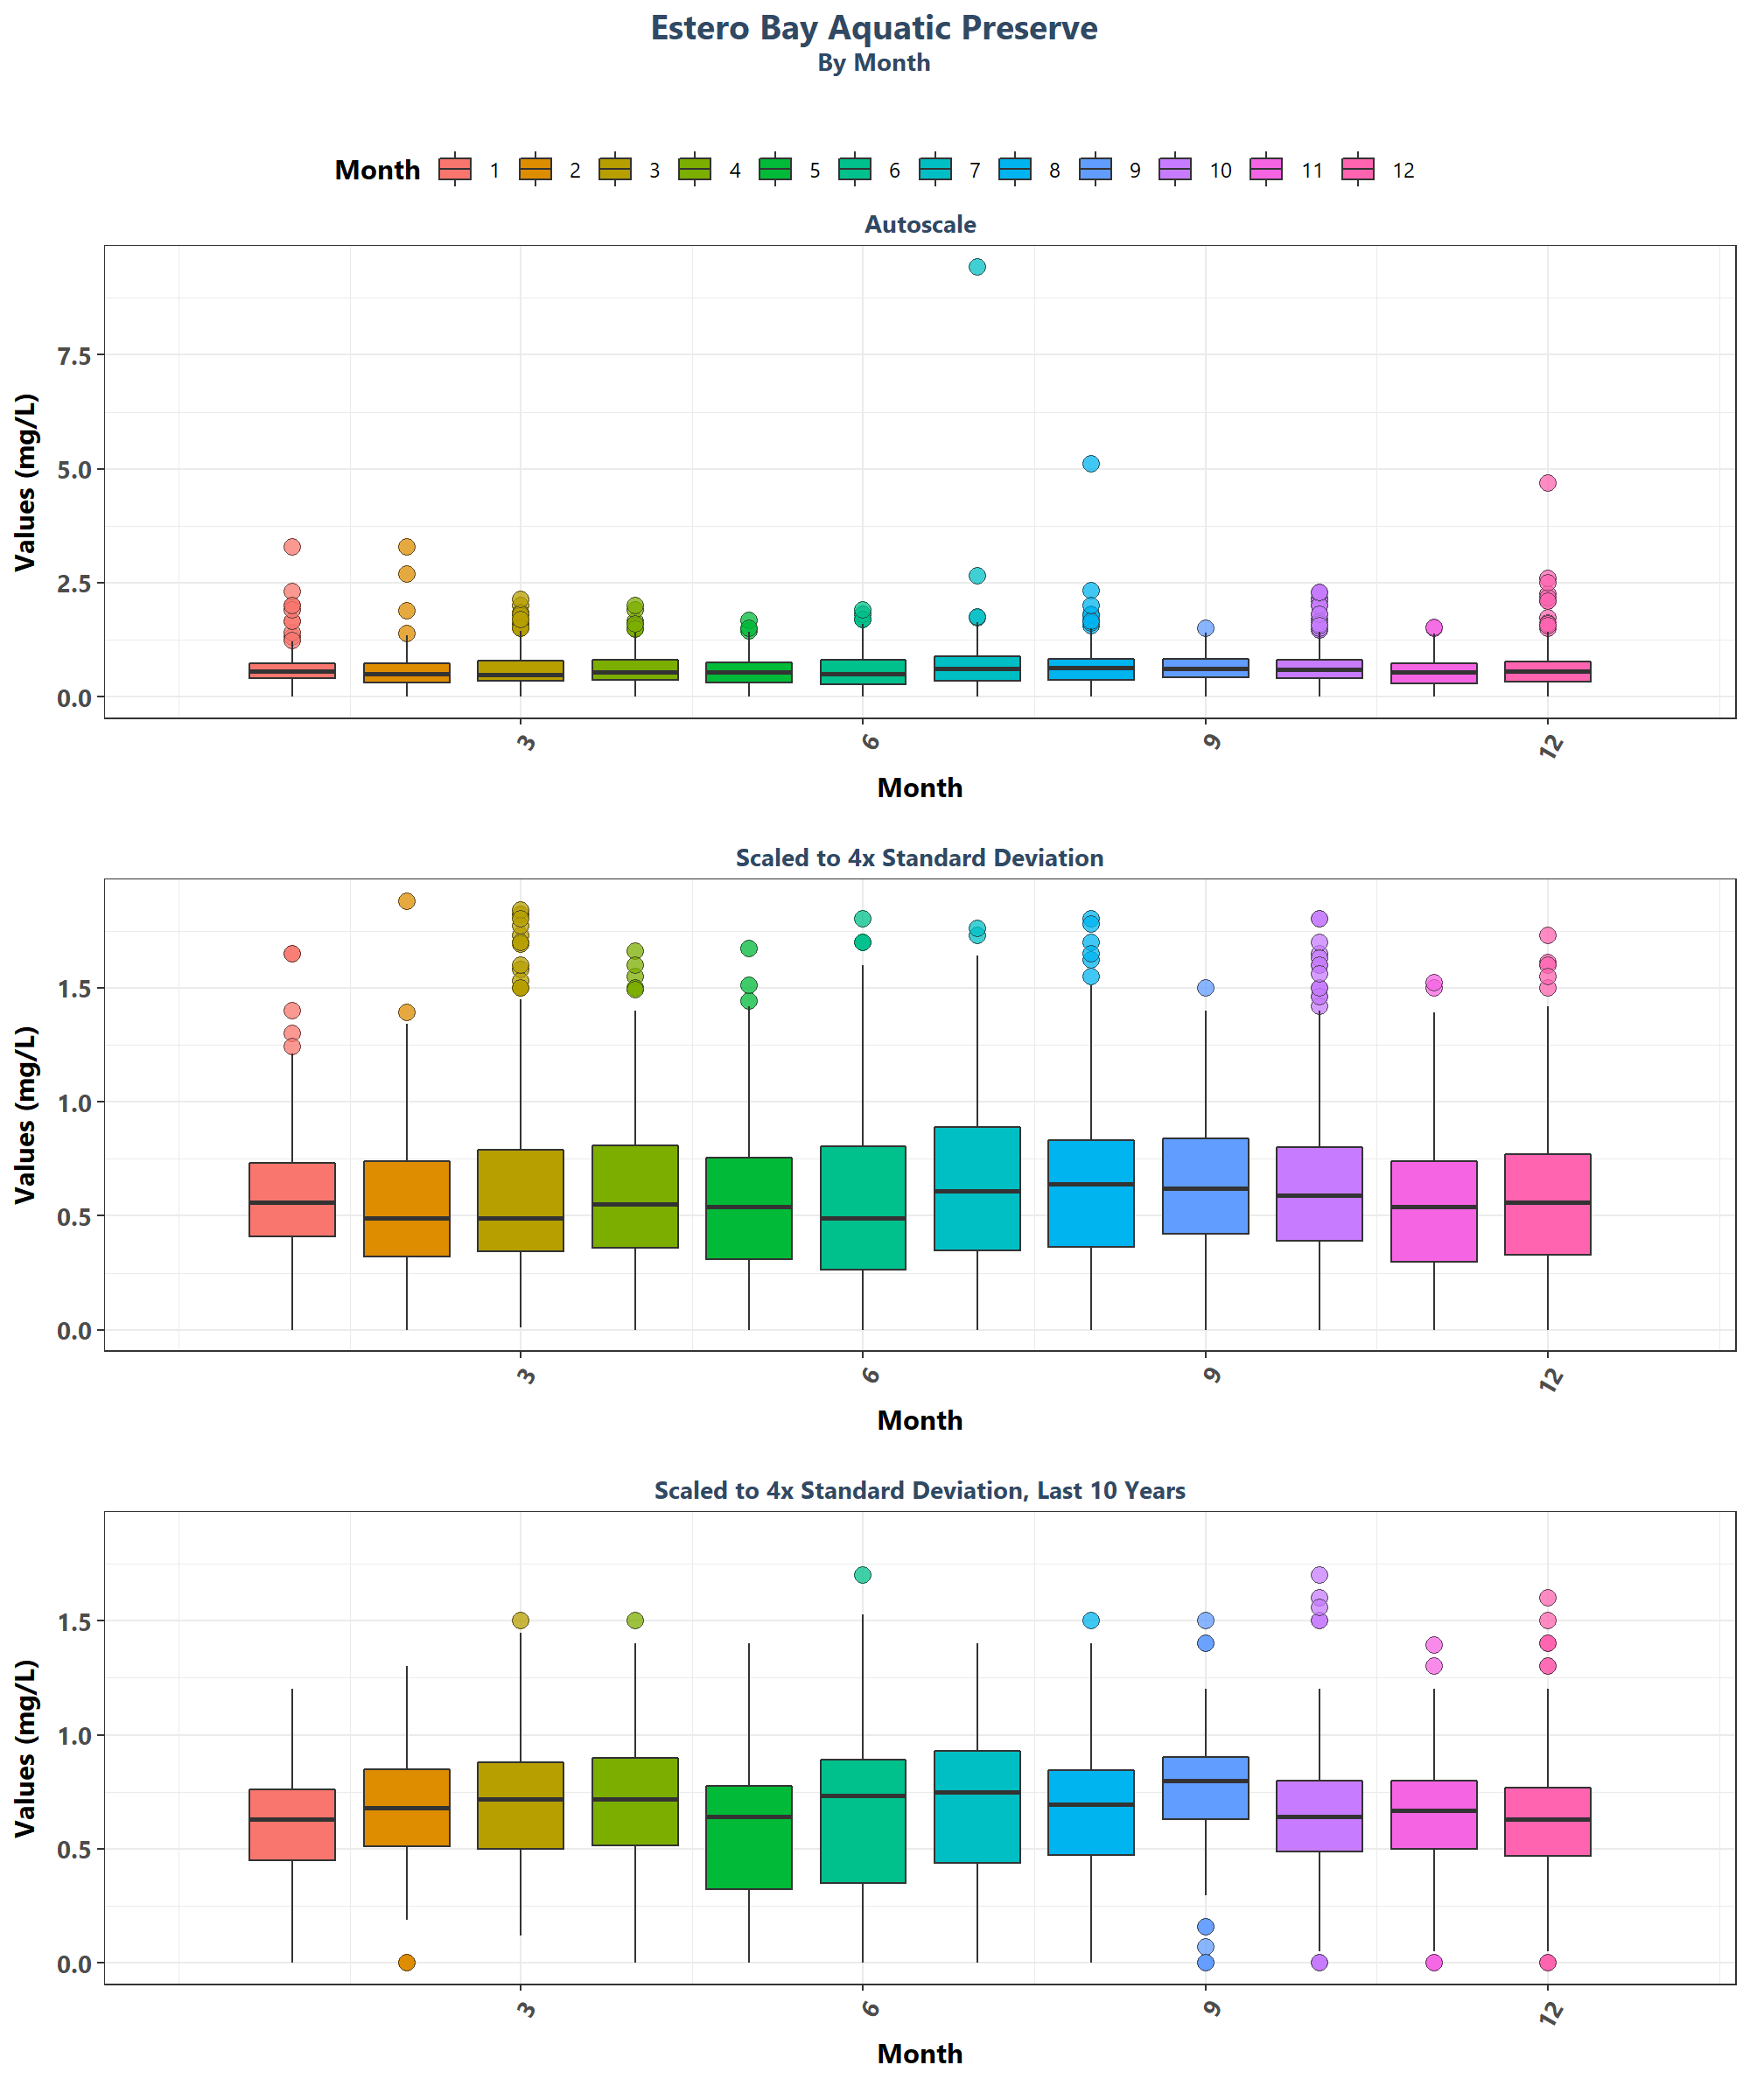 Estero Bay Aquatic Preserve
By Month
Month 1 2 3 4 5 6 7 8 9 10 11 12
Autoscale
Values (mg/L)
7.5
5.0
2.5
0.0
3 6 9 12
Month
Scaled to 4x Standard Deviation
Values (mg/L)
1.5
1.0
0.5
0.0
3 6 9 12
Month
Scaled to 4x Standard Deviation, Last 10 Years
Values (mg/L)
1.5
1.0
0.5
0.0
3 6 9 12
Month